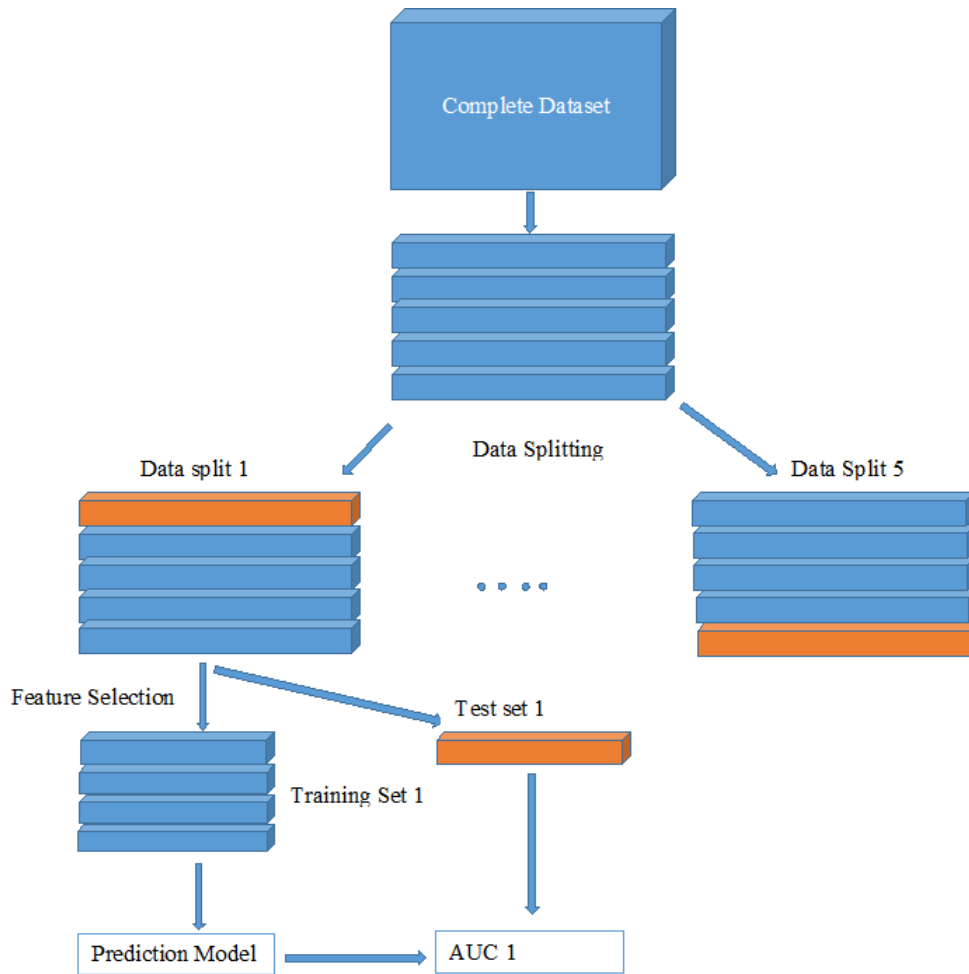 Complete Dataset
Data Splitting
Data split 1
Data Split 5
Feature Selection
Test set 1
Training Set 1
Prediction Model
AUC 1